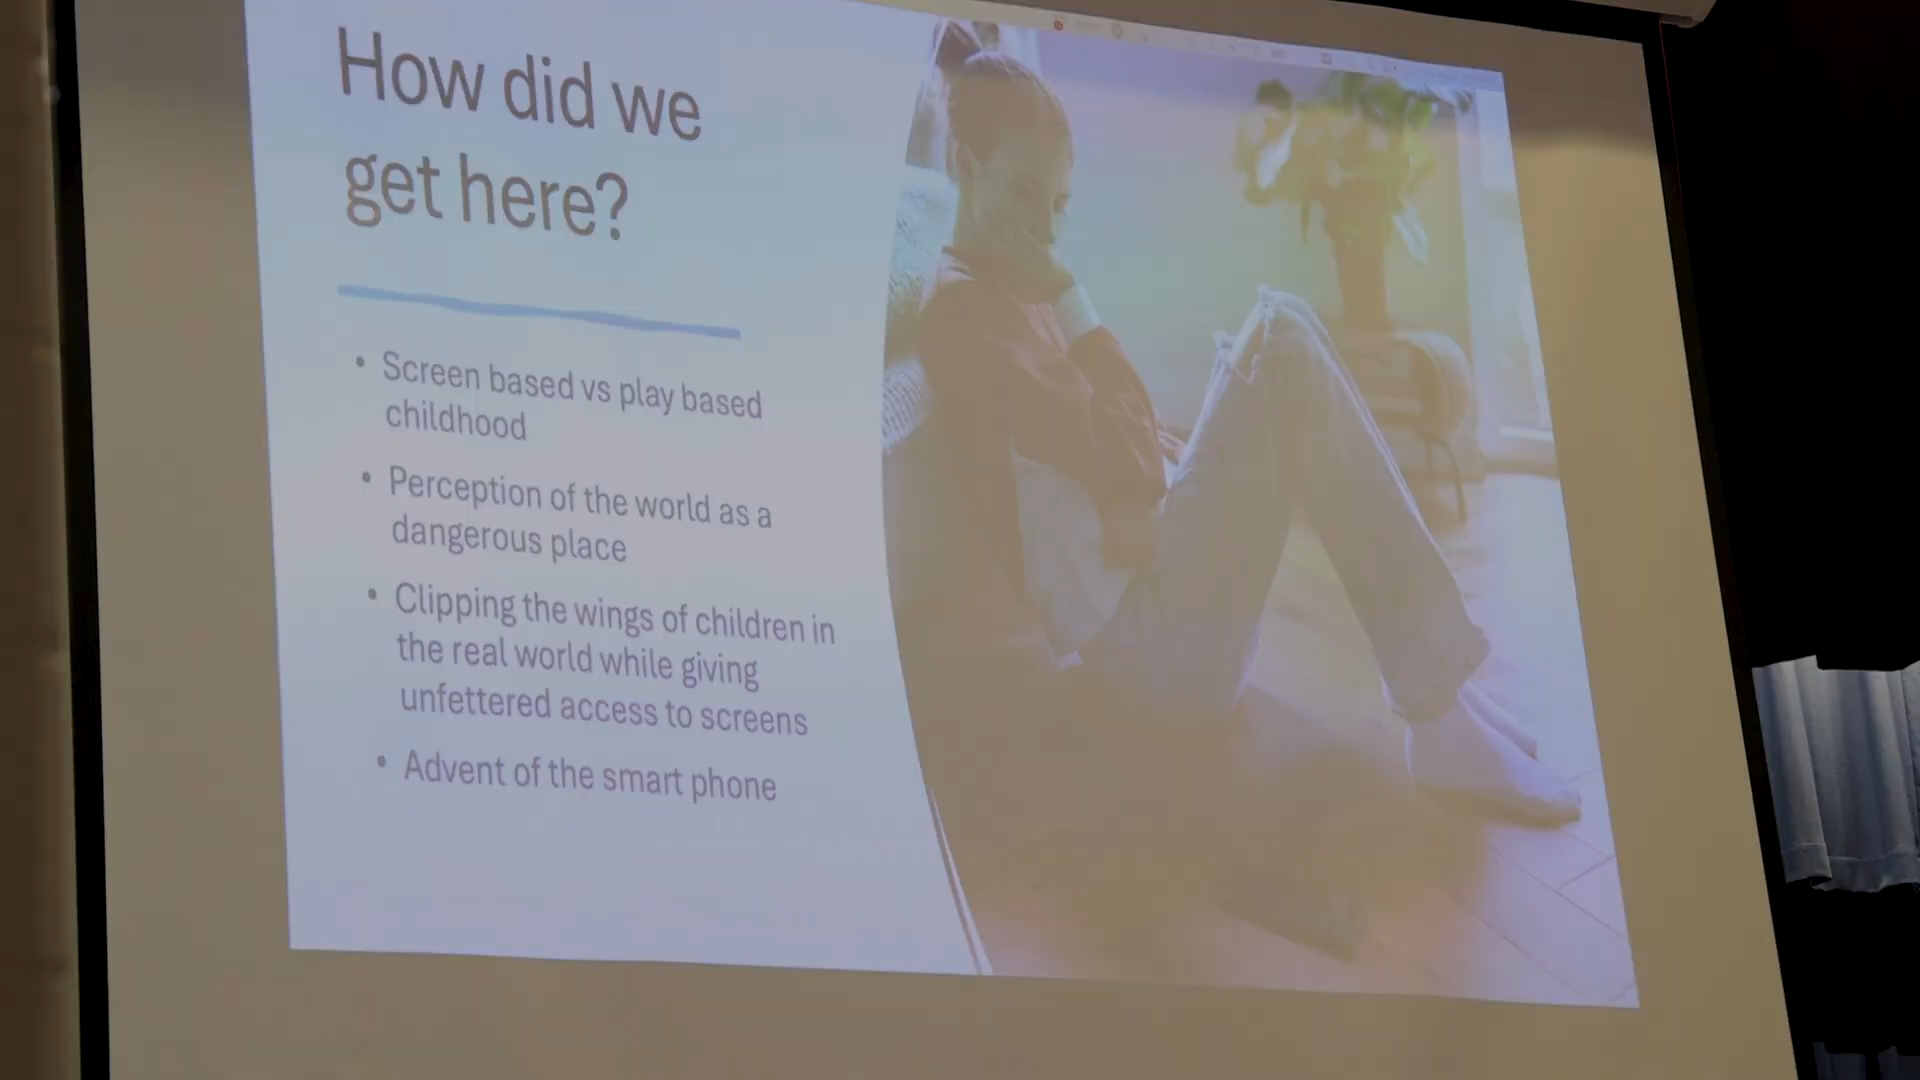 How did we
get here?
• Screen based vs play based
childhood
• Perception of the world as a
dangerous place
• Clipping the wings of children in
the real world while giving
unfettered access to screens
• Advent of the smart phone